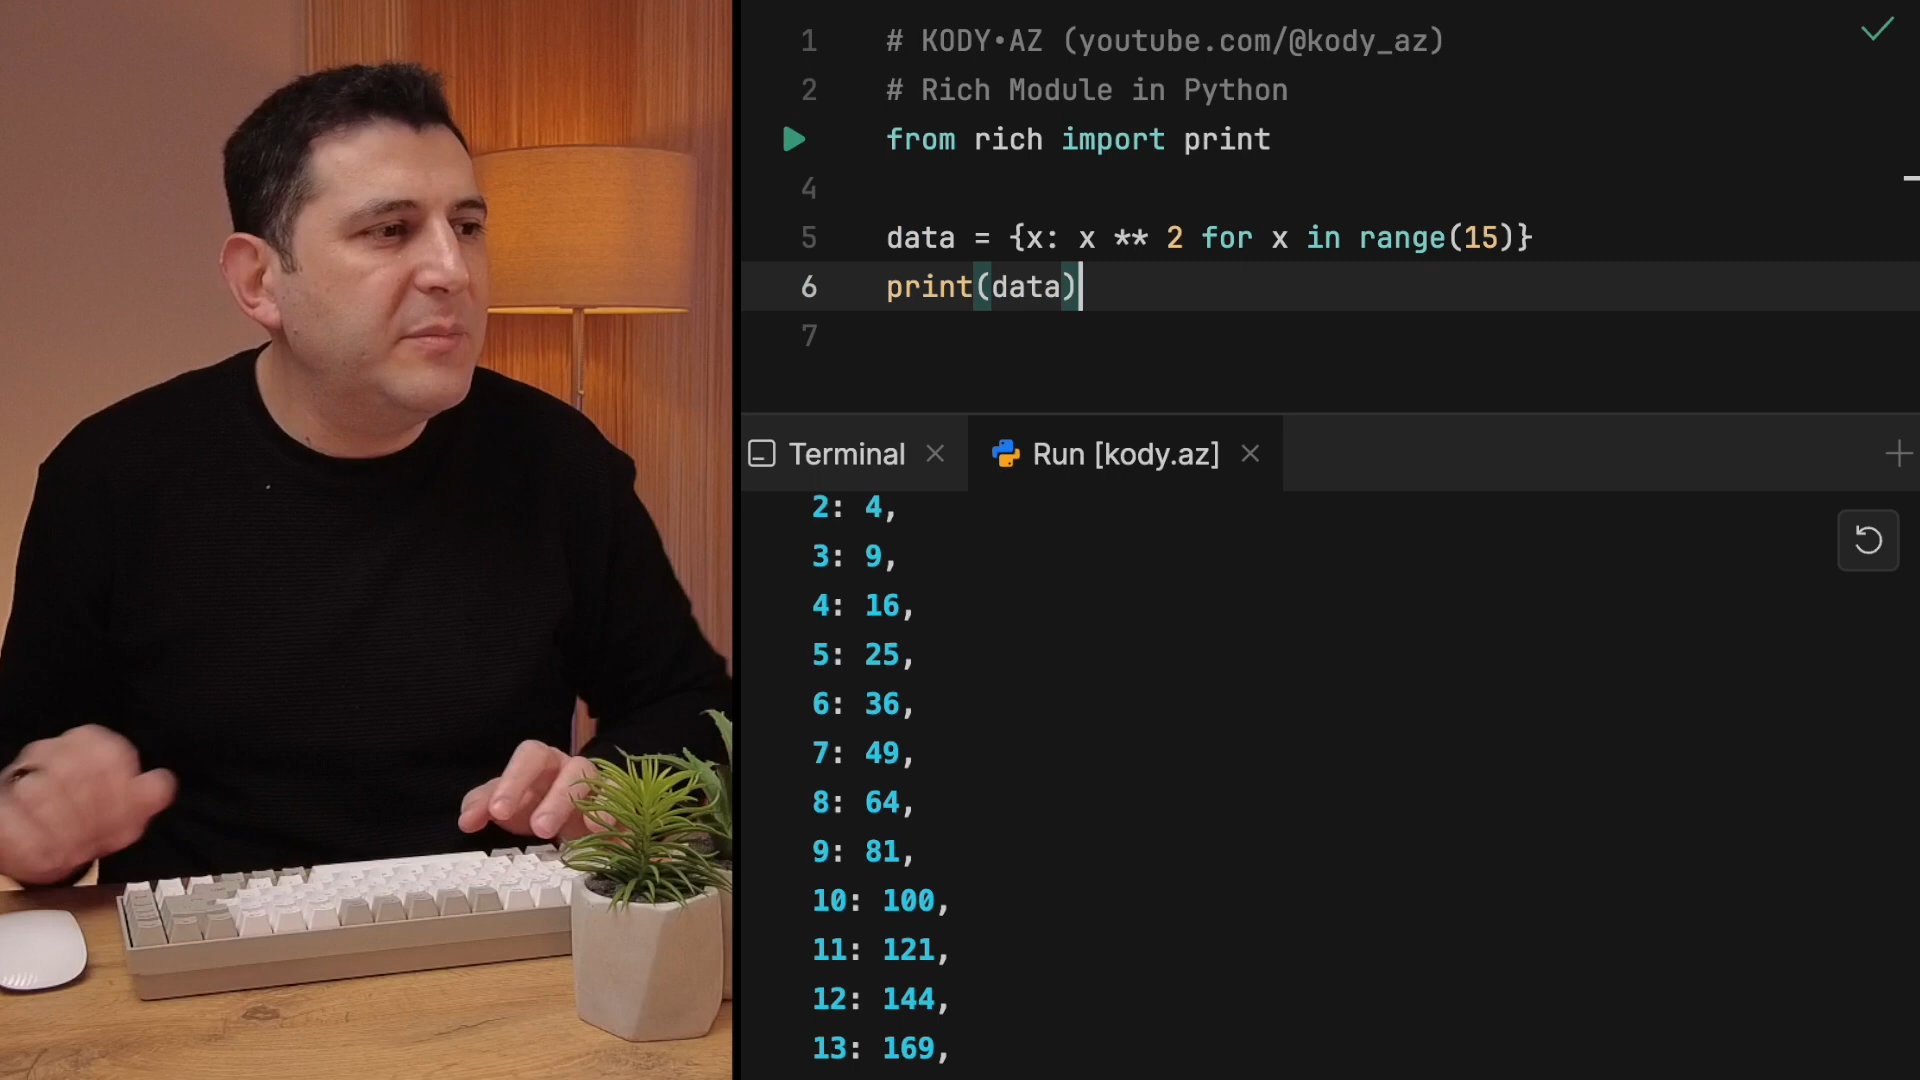 1 # KODY•AZ (youtube.com/@kody_az)
2 # Rich Module in Python
from rich import print
4
5 data = {x: x ** 2 for x in range(15)}
6 print(data)
7
Terminal Run [kody.az]
2: 4,
3: 9,
4: 16,
5: 25,
6: 36,
7: 49,
8: 64,
9: 81,
10: 100,
11: 121,
12: 144,
13: 169,